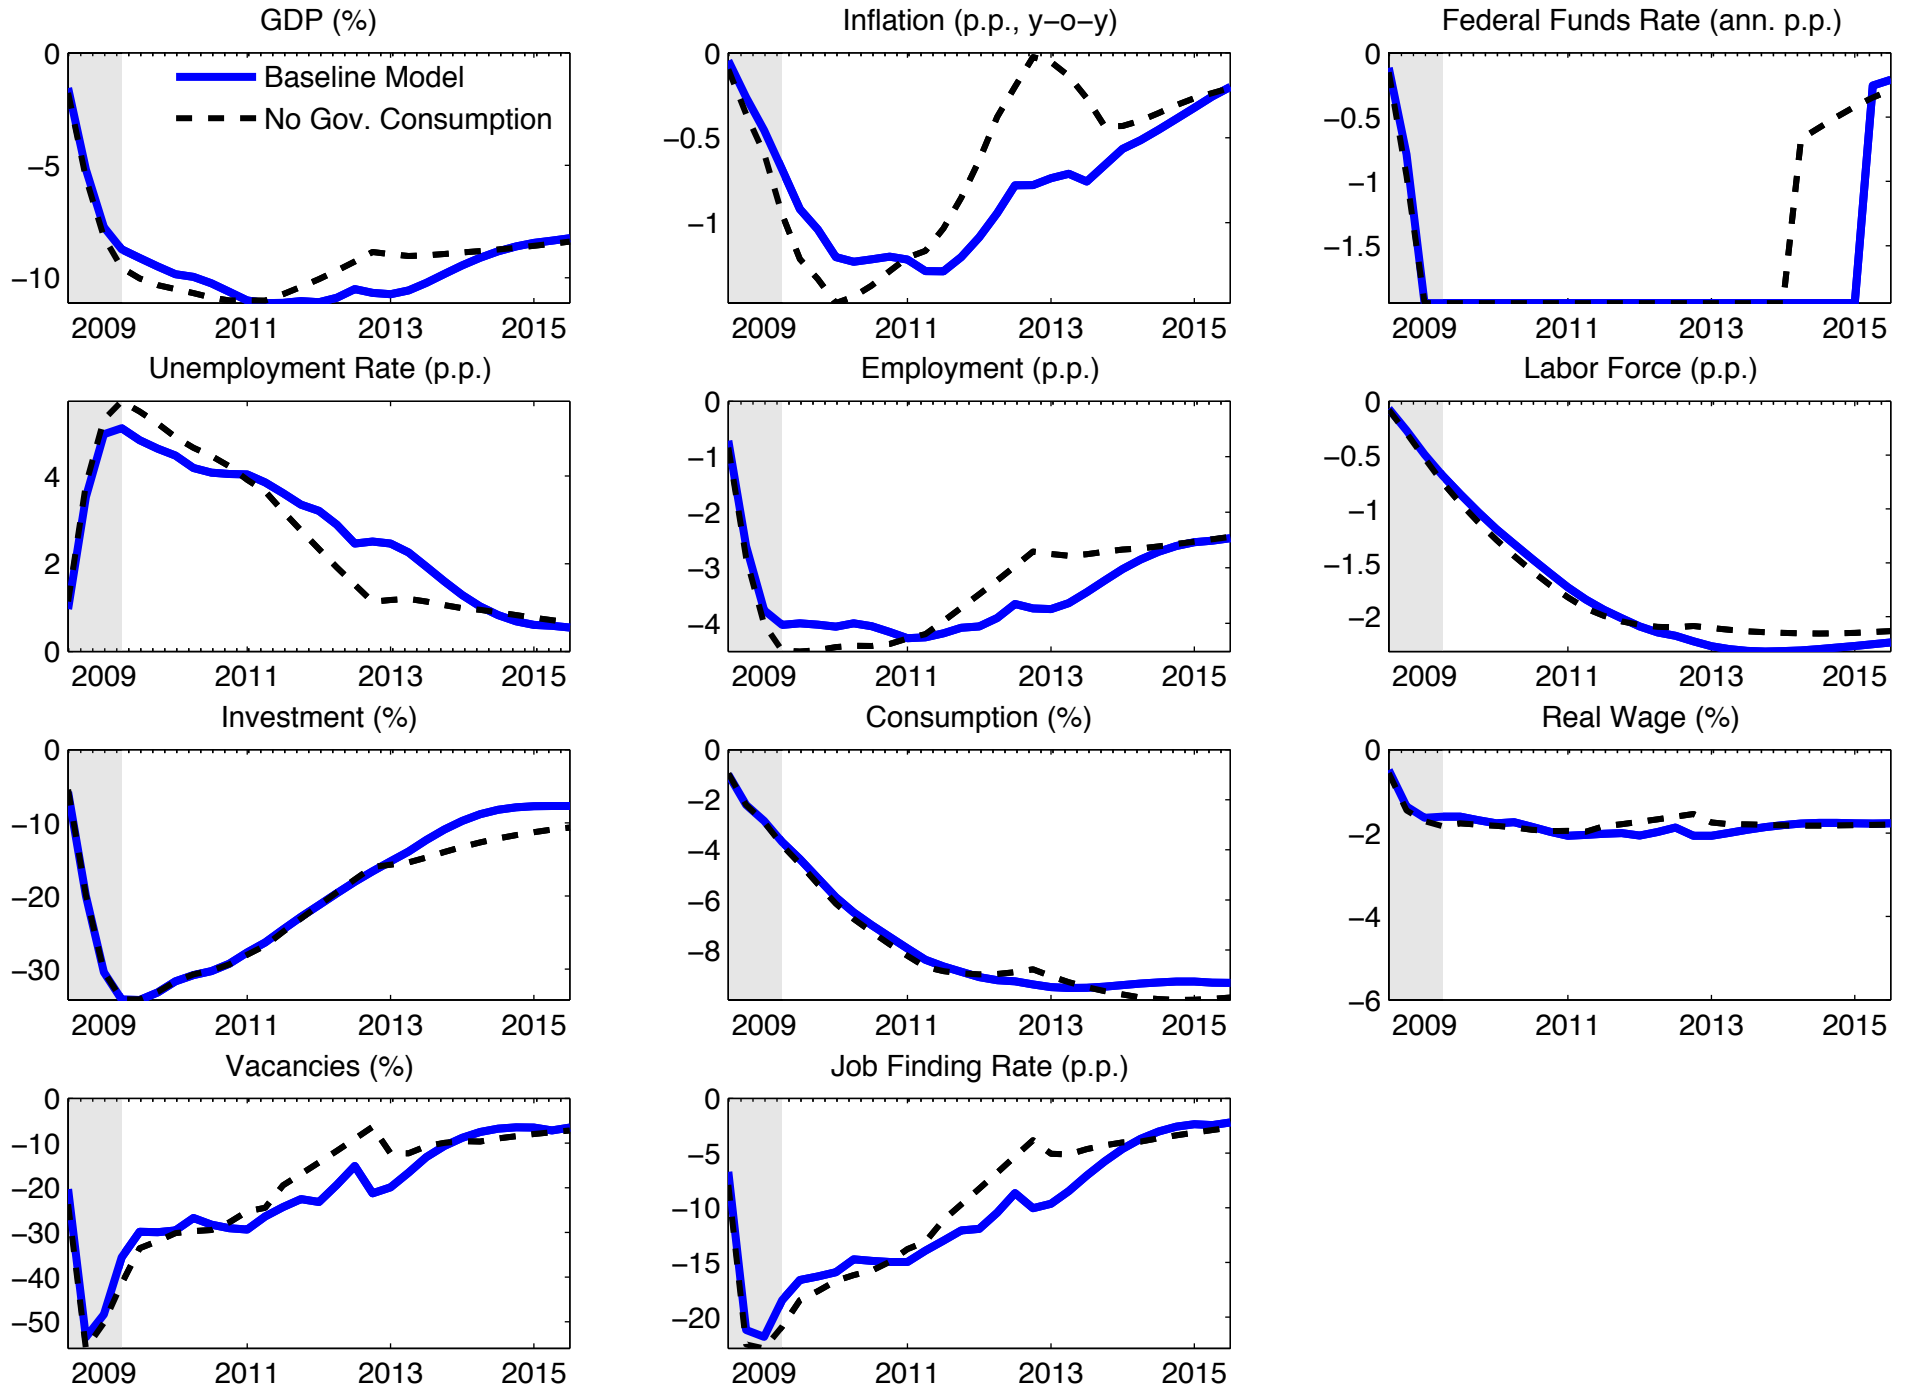 GDP (%)
Inflation (p.p., y−o−y)
Federal Funds Rate (ann. p.p.)
Baseline Model
No Gov. Consumption
0
−5
−10
2009 2011 2013 2015
0
−0.5
−1
2009 2011 2013 2015
0
−0.5
−1
−1.5
2009 2011 2013 2015
Unemployment Rate (p.p.)
Employment (p.p.)
Labor Force (p.p.)
4
2
0
2009 2011 2013 2015
0
−1
−2
−3
−4
2009 2011 2013 2015
0
−0.5
−1
−1.5
−2
2009 2011 2013 2015
Investment (%)
Consumption (%)
Real Wage (%)
0
−10
−20
−30
2009 2011 2013 2015
0
−2
−4
−6
−8
2009 2011 2013 2015
0
−2
−4
−6
2009 2011 2013 2015
Vacancies (%)
Job Finding Rate (p.p.)
0
−10
−20
−30
−40
−50
2009 2011 2013 2015
0
−5
−10
−15
−20
2009 2011 2013 2015